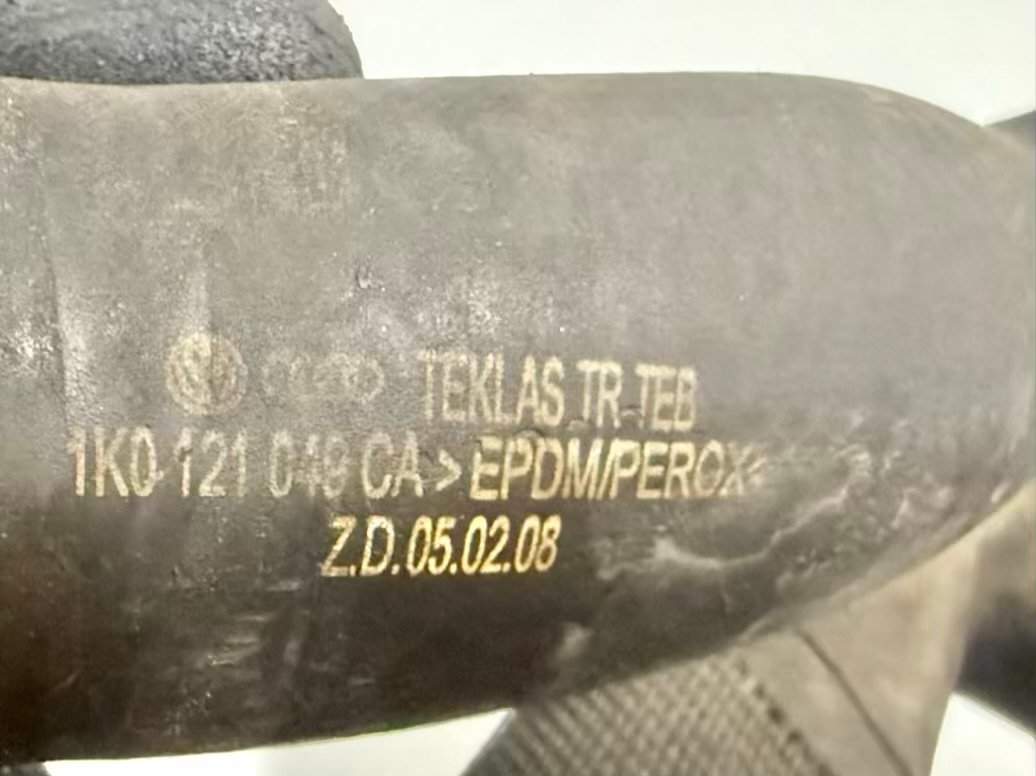 TEKLAS TR-TEB
1K0 121 049 CA >EPDM/PEROX<
Z.D.05.02.08